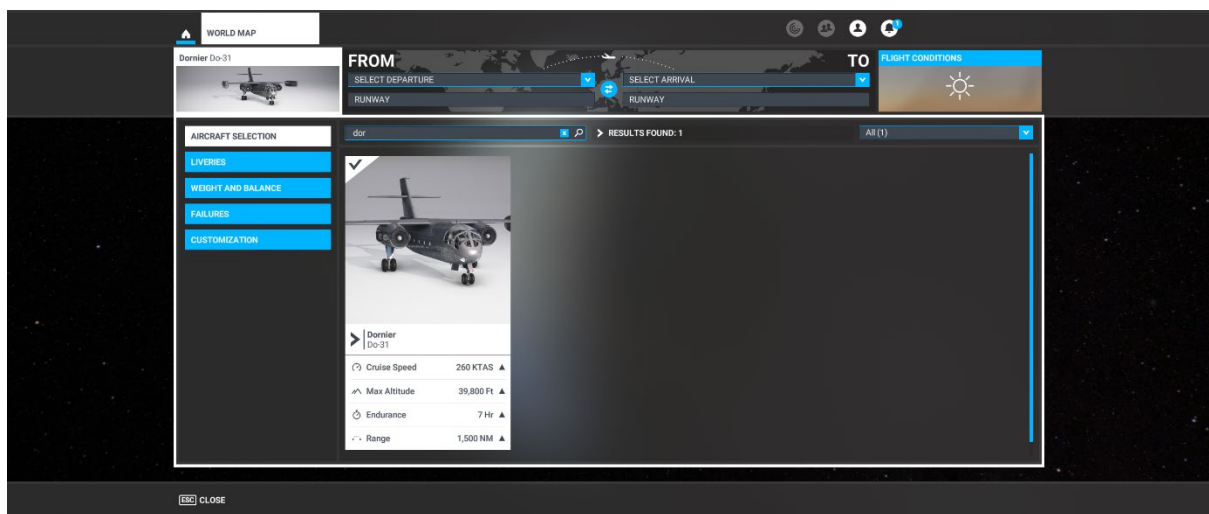 WORLD MAP
1
Dornier Do-31
FROM
TO
SELECT DEPARTURE
SELECT ARRIVAL
RUNWAY
RUNWAY
FLIGHT CONDITIONS
AIRCRAFT SELECTION
LIVERIES
WEIGHT AND BALANCE
FAILURES
CUSTOMIZATION
dor
RESULTS FOUND: 1
All (1)
Dornier
Do-31
Cruise Speed 260 KTAS
Max Altitude 39,800 Ft
Endurance 7 Hr
Range 1,500 NM
ESC CLOSE